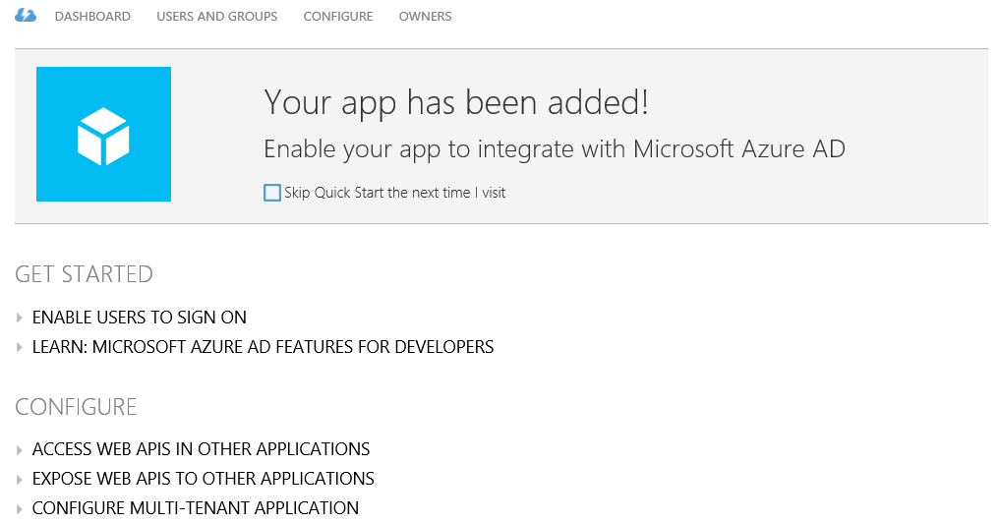 DASHBOARD USERS AND GROUPS CONFIGURE OWNERS
Your app has been added!
Enable your app to integrate with Microsoft Azure AD
Skip Quick Start the next time I visit
GET STARTED
ENABLE USERS TO SIGN ON
LEARN: MICROSOFT AZURE AD FEATURES FOR DEVELOPERS
CONFIGURE
ACCESS WEB APIS IN OTHER APPLICATIONS
EXPOSE WEB APIS TO OTHER APPLICATIONS
CONFIGURE MULTI-TENANT APPLICATION